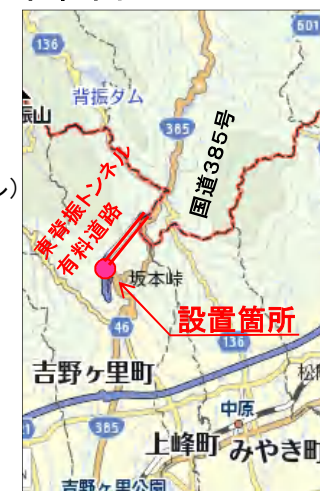 601
136
背振ダム
振山
385
国道385号
ン)
東脊振トンネル
有料道路
坂本峠
設置箇所
46
136
吉野ヶ里町
中原
385
上峰町
みやき町
吉野ヶ里公園